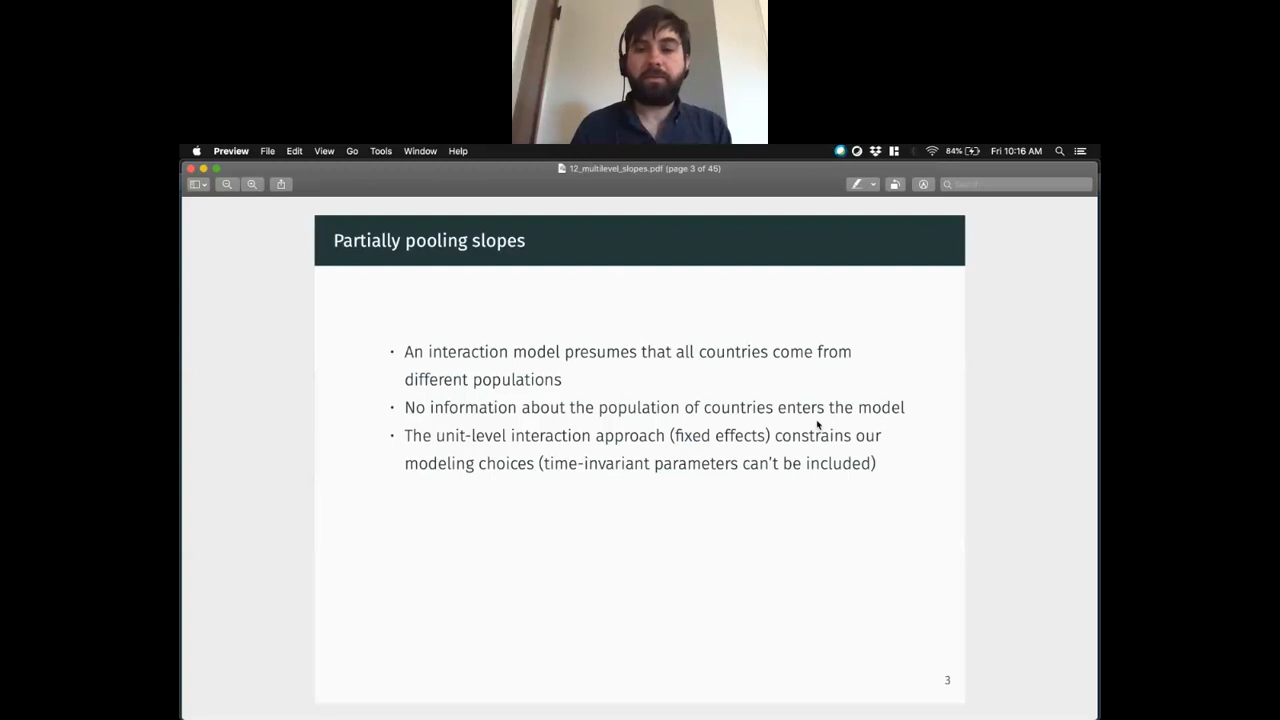 Preview File Edit View Go Tools Window Help 84% Fri 10:16 AM
12_multilevel_slopes.pdf (page 3 of 45)
Search
Partially pooling slopes
· An interaction model presumes that all countries come from
different populations
· No information about the population of countries enters the model
· The unit-level interaction approach (fixed effects) constrains our
modeling choices (time-invariant parameters can't be included)
3